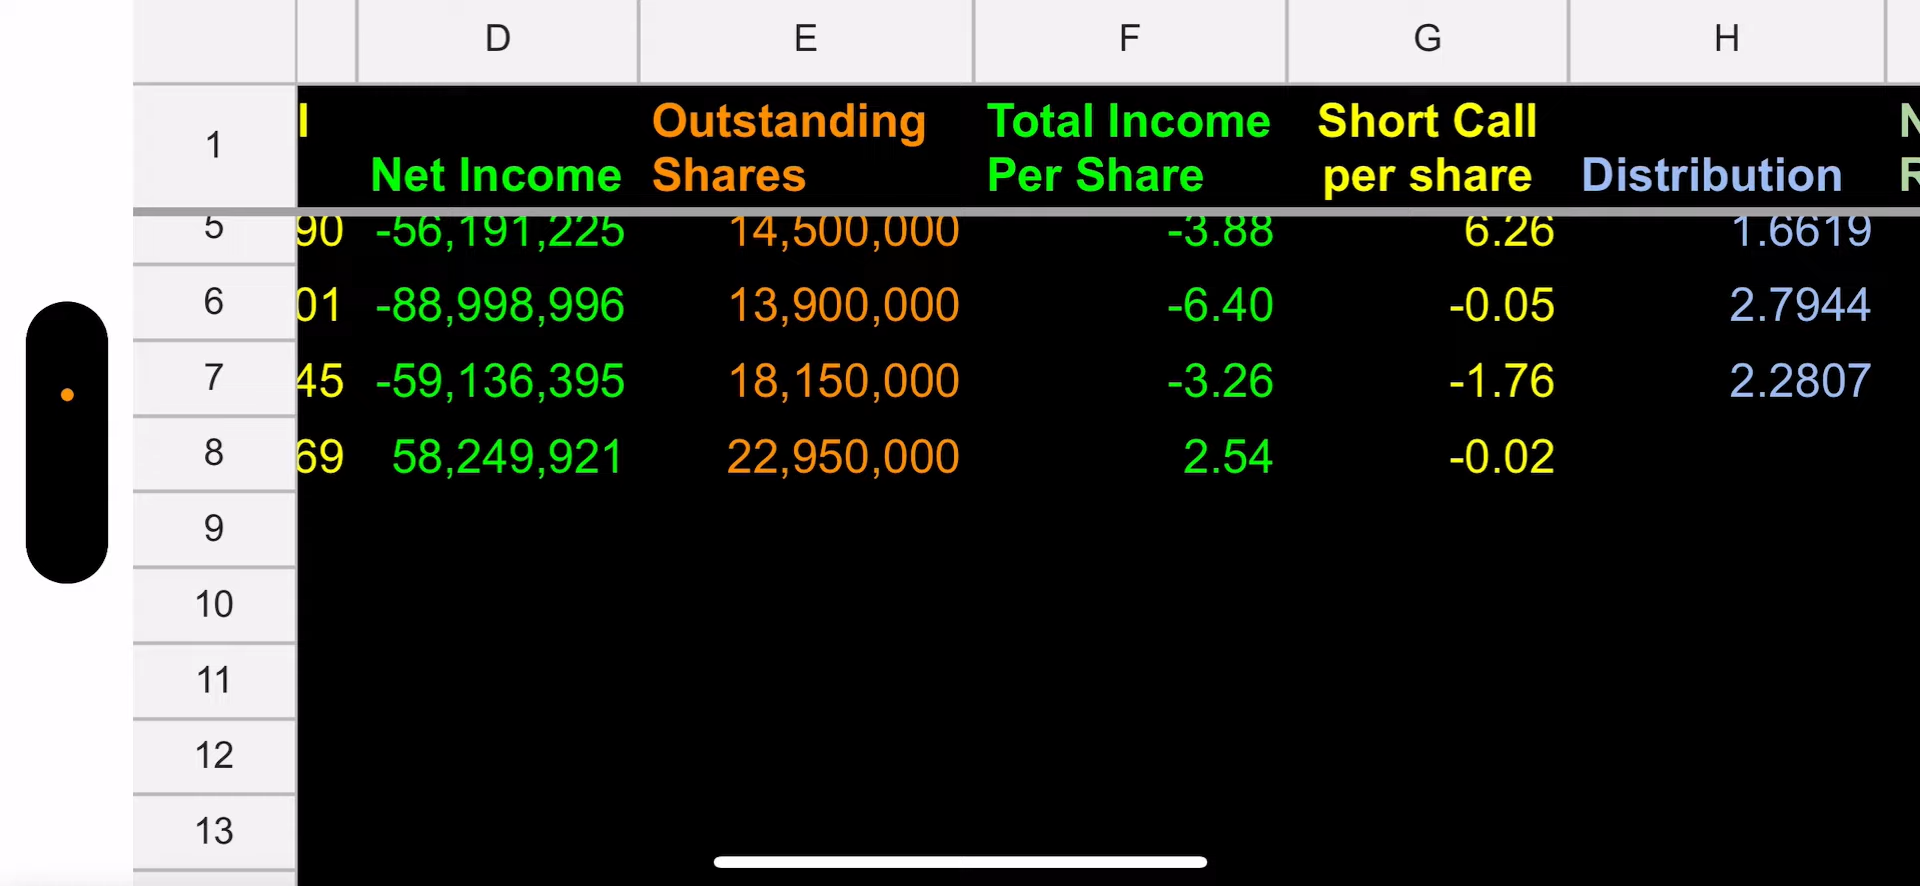 D E F G H
1 l Net Income Outstanding Shares Total Income Per Share Short Call per share Distribution N R
5 90 -56,191,225 14,500,000 -3.88 6.26 1.6619
6 01 -88,998,996 13,900,000 -6.40 -0.05 2.7944
7 45 -59,136,395 18,150,000 -3.26 -1.76 2.2807
8 69 58,249,921 22,950,000 2.54 -0.02
9
10
11
12
13